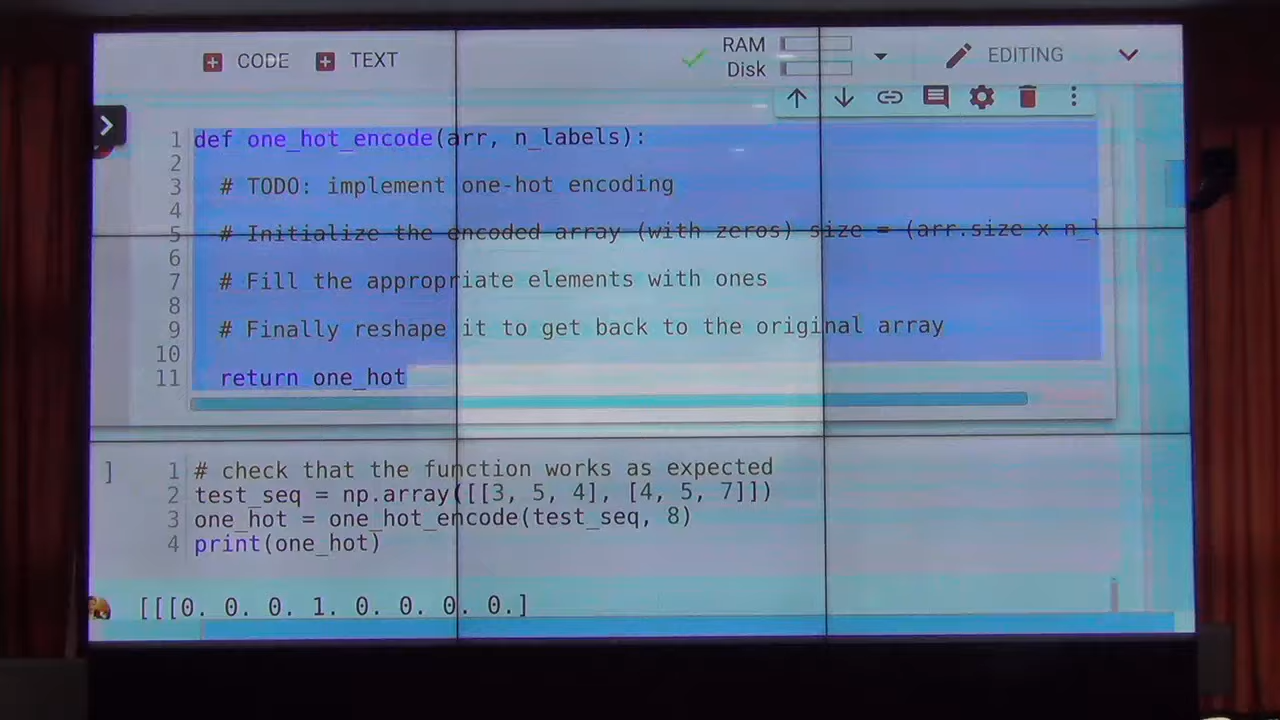 CODE TEXT RAM Disk EDITING
1 def one_hot_encode(arr, n_labels):
2
3 # TODO: implement one-hot encoding
4
5 # Initialize the encoded array (with zeros) size = (arr.size x n_l
6
7 # Fill the appropriate elements with ones
8
9 # Finally reshape it to get back to the original array
10
11 return one_hot
] 1 # check that the function works as expected
2 test_seq = np.array([[3, 5, 4], [4, 5, 7]])
3 one_hot = one_hot_encode(test_seq, 8)
4 print(one_hot)
[[[0. 0. 0. 1. 0. 0. 0. 0.]